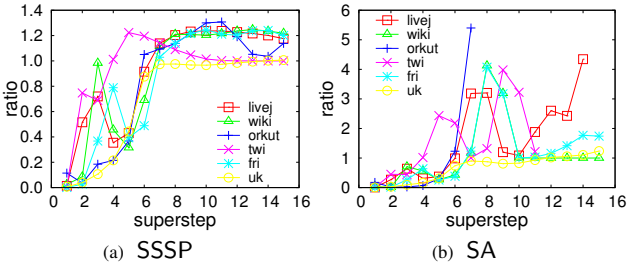 1.4
1.2
1.0
0.8
0.6
0.4
0.2
0.0
ratio
0 2 4 6 8 10 12 14 16
superstep
livej
wiki
orkut
twi
fri
uk
(a) SSSP
6
5
4
3
2
1
0
ratio
0 2 4 6 8 10 12 14 16
superstep
livej
wiki
orkut
twi
fri
uk
(b) SA